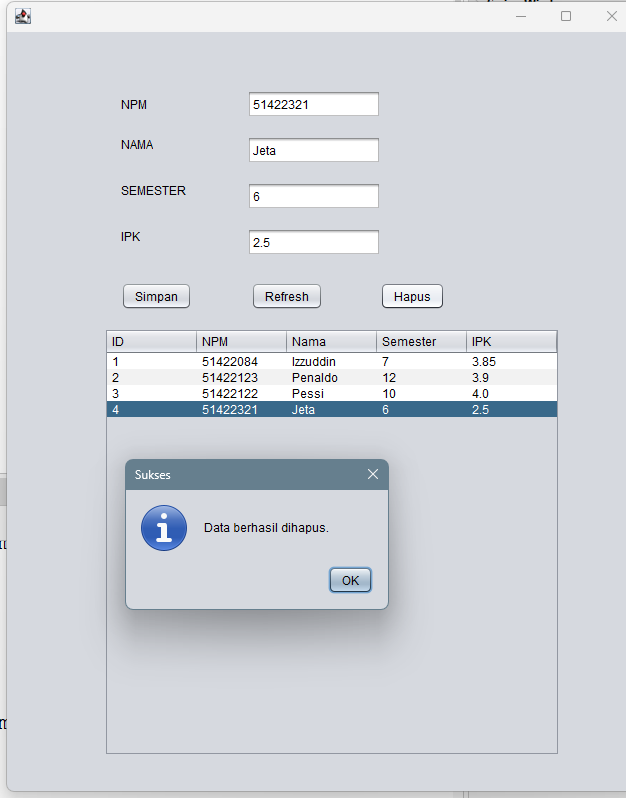 NPM 51422321
NAMA Jeta
SEMESTER 6
IPK 2.5
Simpan Refresh Hapus
ID NPM Nama Semester IPK
1 51422084 Izzuddin 7 3.85
2 51422123 Penaldo 12 3.9
3 51422122 Pessi 10 4.0
4 51422321 Jeta 6 2.5
Sukses
Data berhasil dihapus.
OK